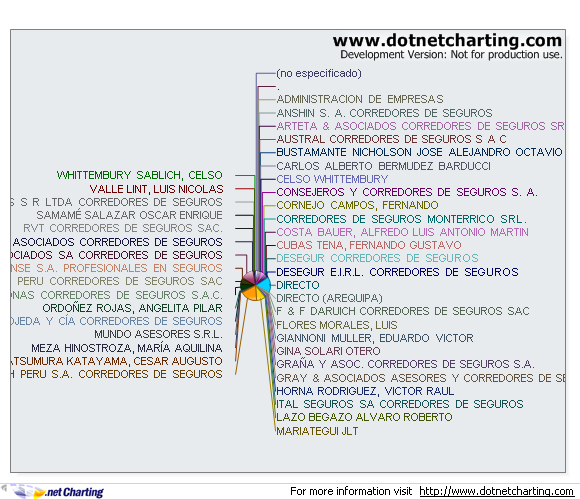 www.dotnetcharting.com
Development Version: Not for production use.
(no especificado)
.
ADMINISTRACION DE EMPRESAS
ANSHIN S. A. CORREDORES DE SEGUROS
ARTETA & ASOCIADOS CORREDORES DE SEGUROS SR
AUSTRAL CORREDORES DE SEGUROS S A C
BUSTAMANTE NICHOLSON JOSE ALEJANDRO OCTAVIO
CARLOS ALBERTO BERMUDEZ BARDUCCI
CELSO WHITTEMBURY
CONSEJEROS Y CORREDORES DE SEGUROS S. A.
CORNEJO CAMPOS, FERNANDO
CORREDORES DE SEGUROS MONTERRICO SRL.
COSTA BAUER, ALFREDO LUIS ANTONIO MARTIN
CUBAS TENA, FERNANDO GUSTAVO
DESEGUR CORREDORES DE SEGUROS
DESEGUR E.I.R.L. CORREDORES DE SEGUROS
DIRECTO
DIRECTO (AREQUIPA)
F & F DARUICH CORREDORES DE SEGUROS SAC
FLORES MORALES, LUIS
GIANNONI MULLER, EDUARDO VICTOR
GINA SOLARI OTERO
GRAÑA Y ASOC. CORREDORES DE SEGUROS S.A.
GRAY & ASOCIADOS ASESORES Y CORREDORES DE SE
HORNA RODRIGUEZ, VICTOR RAUL
ITAL SEGUROS SA CORREDORES DE SEGUROS
LAZO BEGAZO ALVARO ROBERTO
MARIATEGUI JLT
WHITTEMBURY SABLICH, CELSO
VALLE LINT, LUIS NICOLAS
S S R LTDA CORREDORES DE SEGUROS
SAMAMÉ SALAZAR OSCAR ENRIQUE
RVT CORREDORES DE SEGUROS SAC.
ASOCIADOS CORREDORES DE SEGUROS
OCIADOS SA CORREDORES DE SEGUROS
NSE S.A. PROFESIONALES EN SEGUROS
PERU CORREDORES DE SEGUROS SAC
ONAS CORREDORES DE SEGUROS S.A.C.
ORDOÑEZ ROJAS, ANGELITA PILAR
OJEDA Y CÍA CORREDORES DE SEGUROS
MUNDO ASESORES S.R.L.
MEZA HINOSTROZA, MARÍA AQUILINA
ATSUMURA KATAYAMA, CESAR AUGUSTO
H PERU S.A. CORREDORES DE SEGUROS
.net Charting
For more information visit http://www.dotnetcharting.com